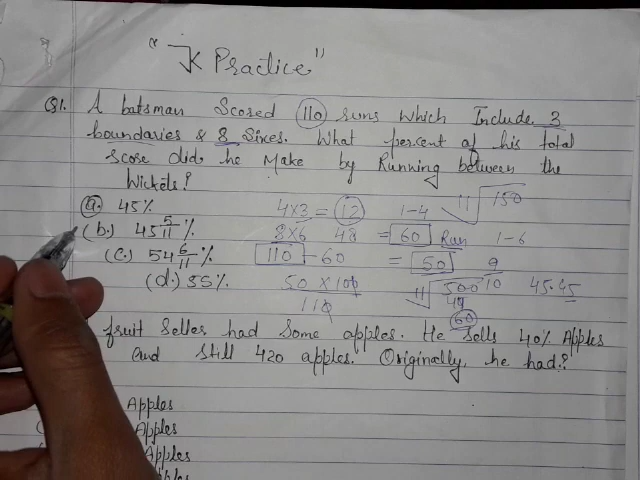 "JK Practice"
Q1. A batsman Scored 110 runs which Include 3
boundaries & 8 Sixes. What percent of his total
Score did he Make by Running between the
Wickets?
(a.) 45% 4×3 = 12 1-4 11 150
(b.) 45 5/11 % 8×6 48 = 60 Run 1-6
(c.) 54 6/11 % 110 - 60 = 50 9
(d.) 55% 50 × 100 11 500 10 45.45
110 44
60
fruit Seller had Some apples. He Sells 40% Apples
and Still 420 apples. Originally, he had?
Apples
Apples
Apples